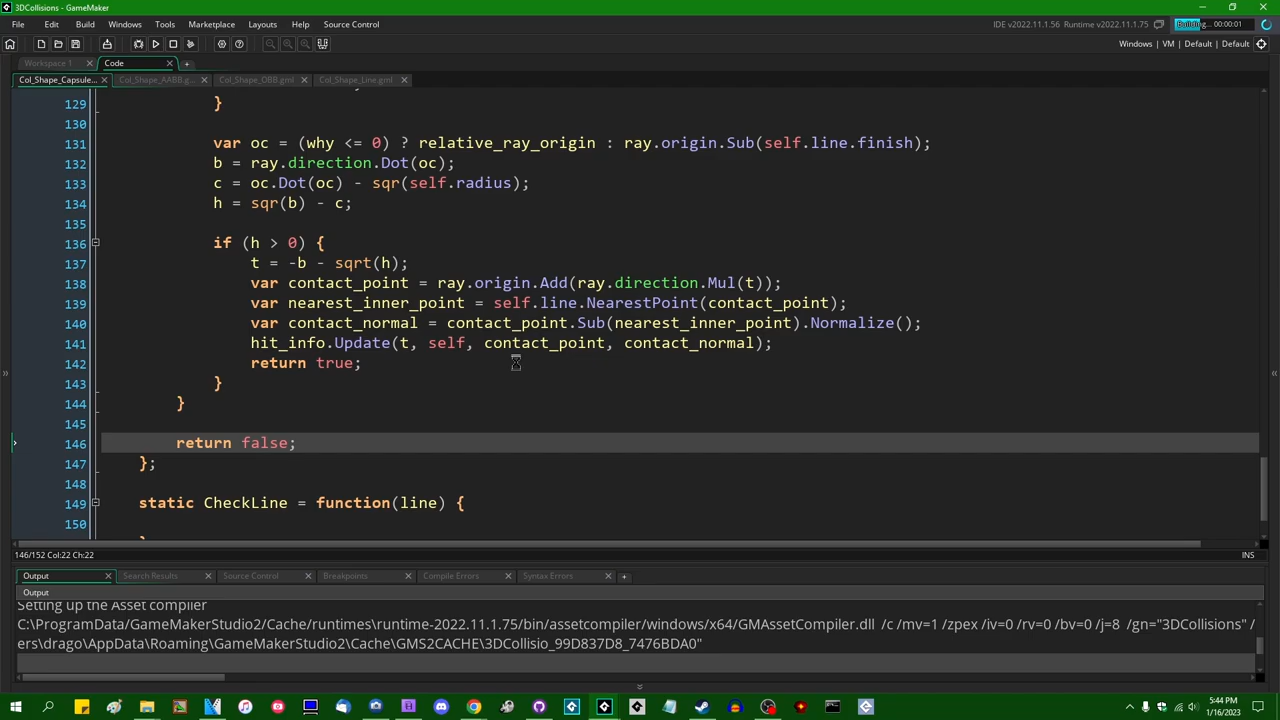 3DCollisions - GameMaker
File Edit Build Windows Tools Marketplace Layouts Help Source Control
IDE v2022.11.1.56 Runtime v2022.11.1.75
Building... 00:00:01
Windows | VM | Default | Default
Workspace 1
Code
Col_Shape_Capsule...
Col_Shape_AABB.g...
Col_Shape_OBB.gml
Col_Shape_Line.gml
129 }
130
131 var oc = (why <= 0) ? relative_ray_origin : ray.origin.Sub(self.line.finish);
132 b = ray.direction.Dot(oc);
133 c = oc.Dot(oc) - sqr(self.radius);
134 h = sqr(b) - c;
135
136 if (h > 0) {
137 t = -b - sqrt(h);
138 var contact_point = ray.origin.Add(ray.direction.Mul(t));
139 var nearest_inner_point = self.line.NearestPoint(contact_point);
140 var contact_normal = contact_point.Sub(nearest_inner_point).Normalize();
141 hit_info.Update(t, self, contact_point, contact_normal);
142 return true;
143 }
144 }
145
146 return false;
147 };
148
149 static CheckLine = function(line) {
150
146/152 Col:22 Ch:22
INS
Output
Search Results
Source Control
Breakpoints
Compile Errors
Syntax Errors
Output
Setting up the Asset compiler
C:\ProgramData/GameMakerStudio2/Cache/runtimes\runtime-2022.11.1.75/bin/assetcompiler/windows/x64/GMAssetCompiler.dll /c /mv=1 /zpex /iv=0 /rv=0 /bv=0 /j=8 /gn="3DCollisions" /
ers\drago\AppData\Roaming\GameMakerStudio2\Cache\GMS2CACHE\3DCollisio_99D837D8_7476BDA0"
5:44 PM
1/16/2023